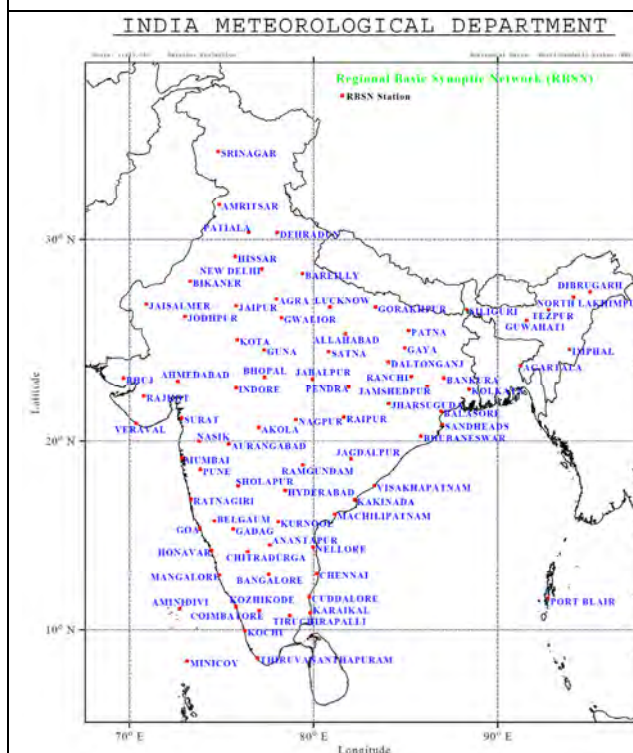 INDIA METEOROLOGICAL DEPARTMENT
Regional Basic Synoptic Network (RBSN)
RBSN Station
SRINAGAR
AMRITSAR
PATIALA
DEHRADUN
30° N
HISSAR
NEW DELHI
BARLILLY
BIKANER
DIBRUGARH
AGRA
LUCKNOW
NORTH LAKHIMPU
JAISALMER
JAIPUR
GORAKHPUR
SILIGURI
TEZPUR
JODHPUR
GWALIOR
GUWAHATI
PATNA
KOTA
ALLAHABAD
GUNA
SATNA
GAYA
IMPHAL
DALTONGANJ
AGARTALA
BHOPAL
JABALPUR
RANCHI
BHUJ
AHMEDABAD
BANKURA
INDORE
PENDRA
JAMSHEDPUR
KOLKATA
RAJKOT
JHARSUGUDA
BALASORE
SURAT
NAGPUR
RAIPUR
VERAVAL
AKOLA
SANDHEADS
20° N
NASIK
BHUBANESWAR
AURANGABAD
JAGDALPUR
MUMBAI
PUNE
RAMGUNDAM
SHOLAPUR
HYDERABAD
VISAKHAPATNAM
RATNAGIRI
KAKINADA
MACHILIPATNAM
BELGAUM
KURNOOL
GOA
GADAG
ANANTAPUR
HONAVAR
NELLORE
CHITRADURGA
MANGALORE
BANGALORE
CHENNAI
AMINIDIVI
KOZHIKODE
CUDDALORE
PORT BLAIR
COIMBATORE
KARAIKAL
TIRUCHIRAPALLI
10° N
KOCHI
MINICOY
THIRUVANANTHAPURAM
70° E
80° E
90° E
Longitude
Latitude